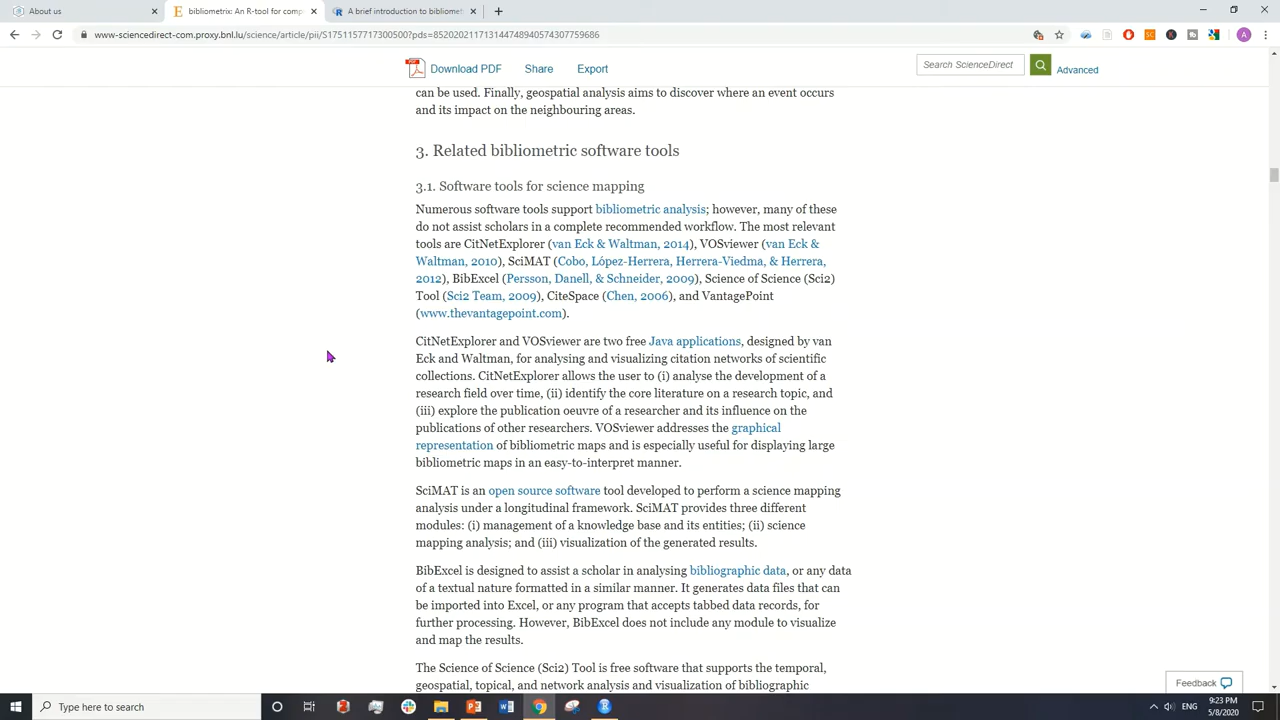 About us
bibliometrix: An R-tool for comp
A brief introduction to bibliomet
www-sciencedirect-com.proxy.bnl.lu/science/article/pii/S1751157717300500?pds=8520202117131447489405743077596​86
Download PDF
Share
Export
Search ScienceDirect
Advanced
can be used. Finally, geospatial analysis aims to discover where an event occurs
and its impact on the neighbouring areas.
3. Related bibliometric software tools
3.1. Software tools for science mapping
Numerous software tools support bibliometric analysis; however, many of these
do not assist scholars in a complete recommended workflow. The most relevant
tools are CitNetExplorer (van Eck & Waltman, 2014), VOSviewer (van Eck &
Waltman, 2010), SciMAT (Cobo, López-Herrera, Herrera-Viedma, & Herrera,
2012), BibExcel (Persson, Danell, & Schneider, 2009), Science of Science (Sci2)
Tool (Sci2 Team, 2009), CiteSpace (Chen, 2006), and VantagePoint
(www.thevantagepoint.com).
CitNetExplorer and VOSviewer are two free Java applications, designed by van
Eck and Waltman, for analysing and visualizing citation networks of scientific
collections. CitNetExplorer allows the user to (i) analyse the development of a
research field over time, (ii) identify the core literature on a research topic, and
(iii) explore the publication oeuvre of a researcher and its influence on the
publications of other researchers. VOSviewer addresses the graphical
representation of bibliometric maps and is especially useful for displaying large
bibliometric maps in an easy-to-interpret manner.
SciMAT is an open source software tool developed to perform a science mapping
analysis under a longitudinal framework. SciMAT provides three different
modules: (i) management of a knowledge base and its entities; (ii) science
mapping analysis; and (iii) visualization of the generated results.
BibExcel is designed to assist a scholar in analysing bibliographic data, or any data
of a textual nature formatted in a similar manner. It generates data files that can
be imported into Excel, or any program that accepts tabbed data records, for
further processing. However, BibExcel does not include any module to visualize
and map the results.
The Science of Science (Sci2) Tool is free software that supports the temporal,
geospatial, topical, and network analysis and visualization of bibliographic
Feedback
Type here to search
9:23 PM
5/8/2020